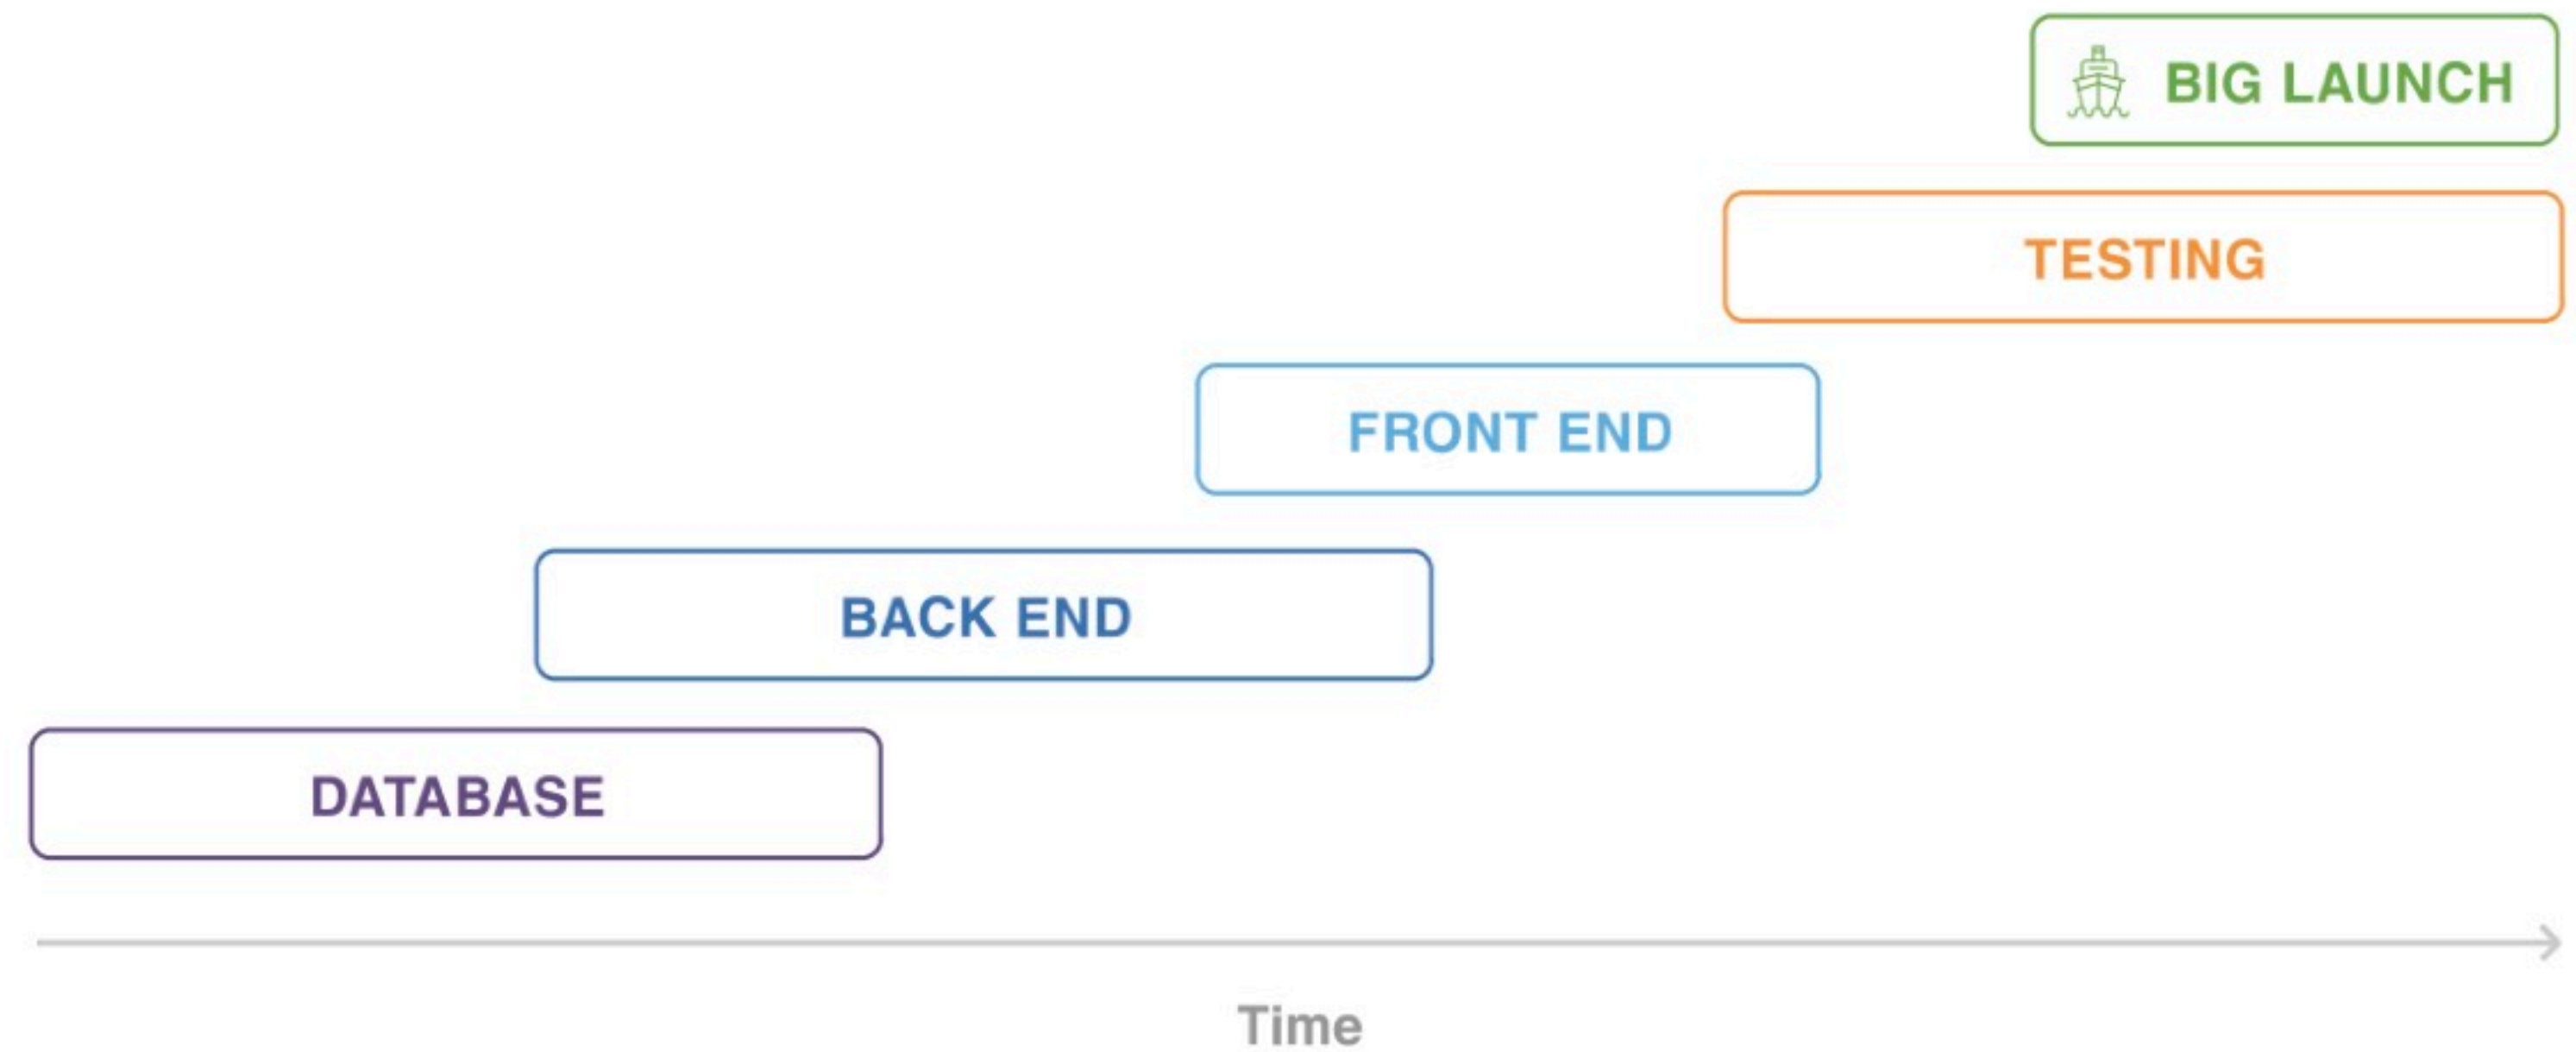 BIG LAUNCH
TESTING
FRONT END
BACK END
DATABASE
Time